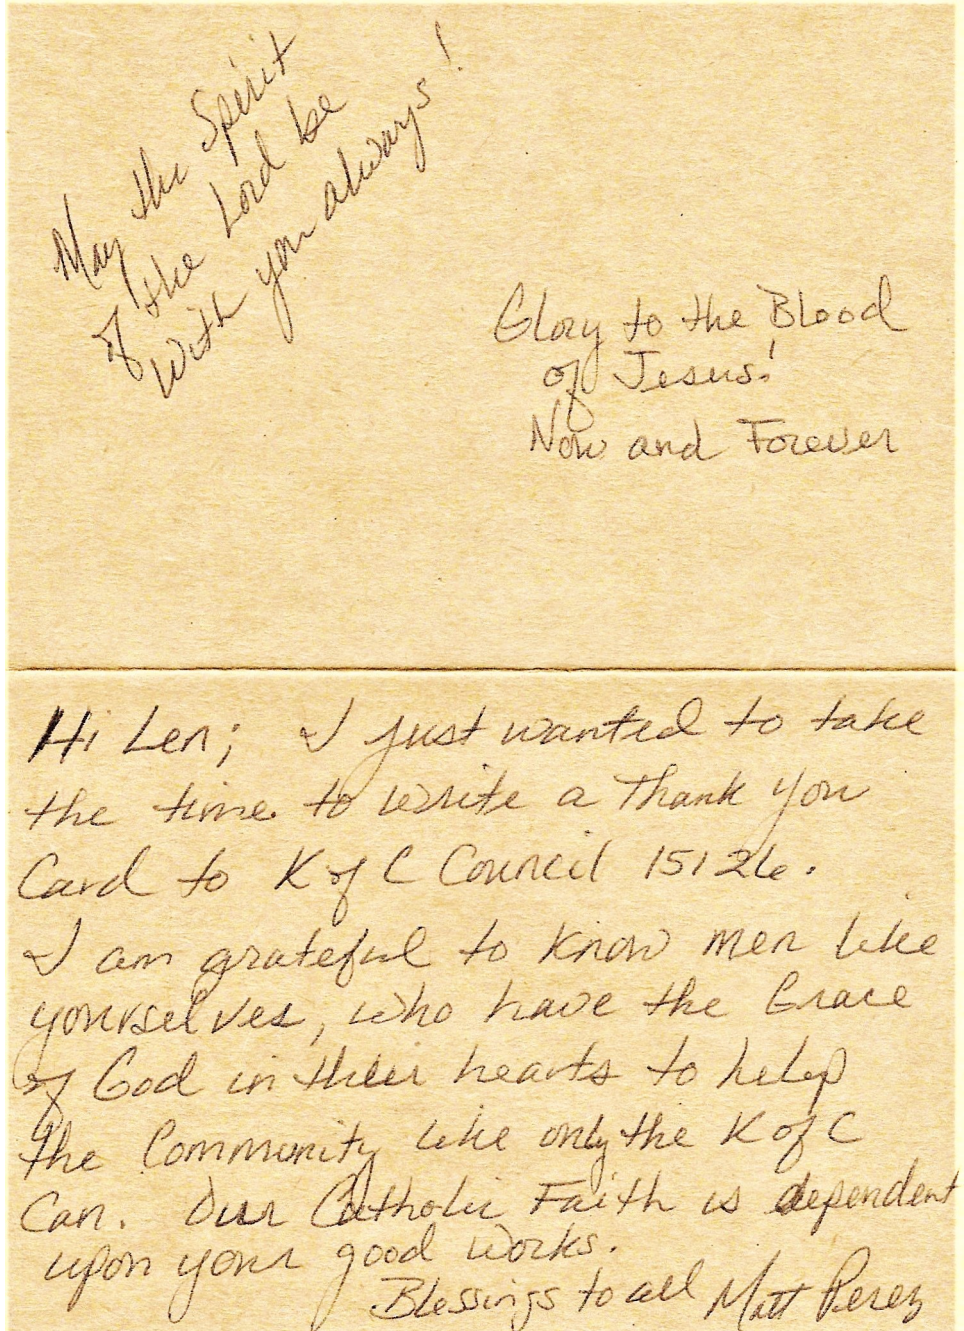 May the Spirit
of the Lord be
with you always!
Glory to the Blood
of Jesus!
Now and Forever
Hi Len; I just wanted to take
the time to write a Thank You
Card to K of C Council 15126.
I am grateful to know men like
yourselves, who have the Grace
of God in their hearts to help
the Community like only the K of C
Can. Our Catholic Faith is dependent
upon your good works.
Blessings to all Matt Perez